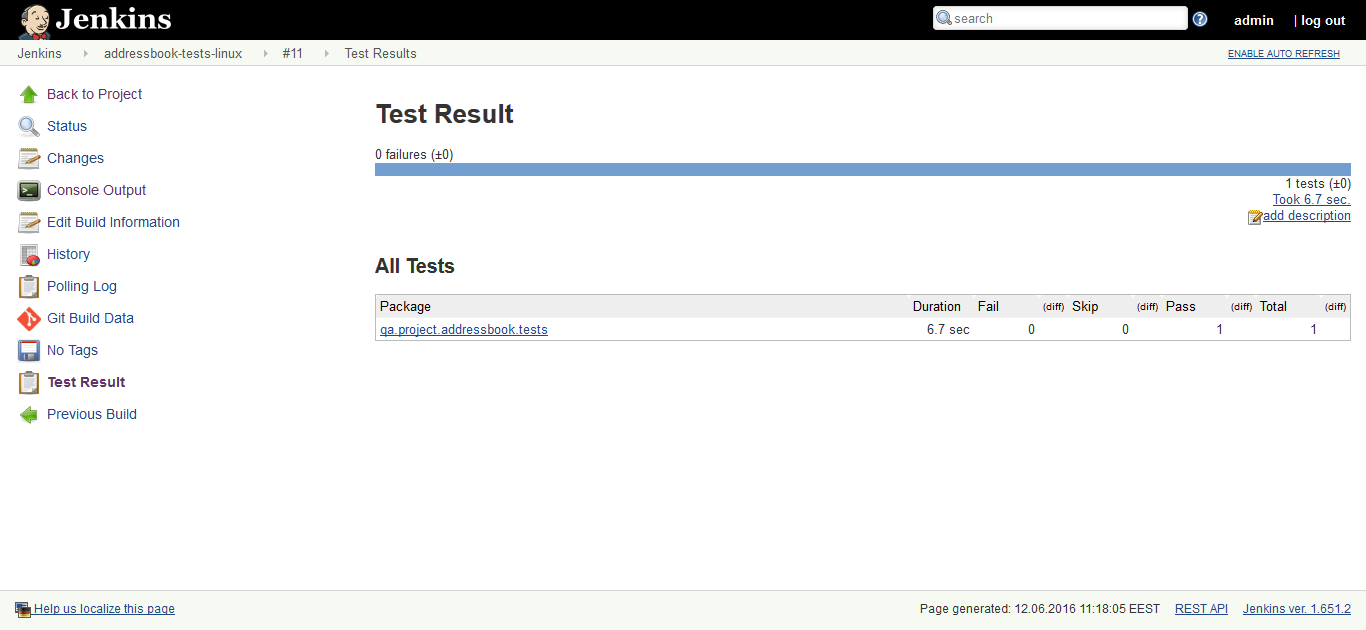 Jenkins
search
admin | log out
Jenkins addressbook-tests-linux #11 Test Results
ENABLE AUTO REFRESH
Back to Project
Status
Changes
Console Output
Edit Build Information
History
Polling Log
Git Build Data
No Tags
Test Result
Previous Build
Test Result
0 failures (±0)
1 tests (±0)
Took 6.7 sec.
add description
All Tests
Package Duration Fail (diff) Skip (diff) Pass (diff) Total (diff)
qa.project.addressbook.tests 6.7 sec 0 0 1 1
Help us localize this page
Page generated: 12.06.2016 11:18:05 EEST REST API Jenkins ver. 1.651.2